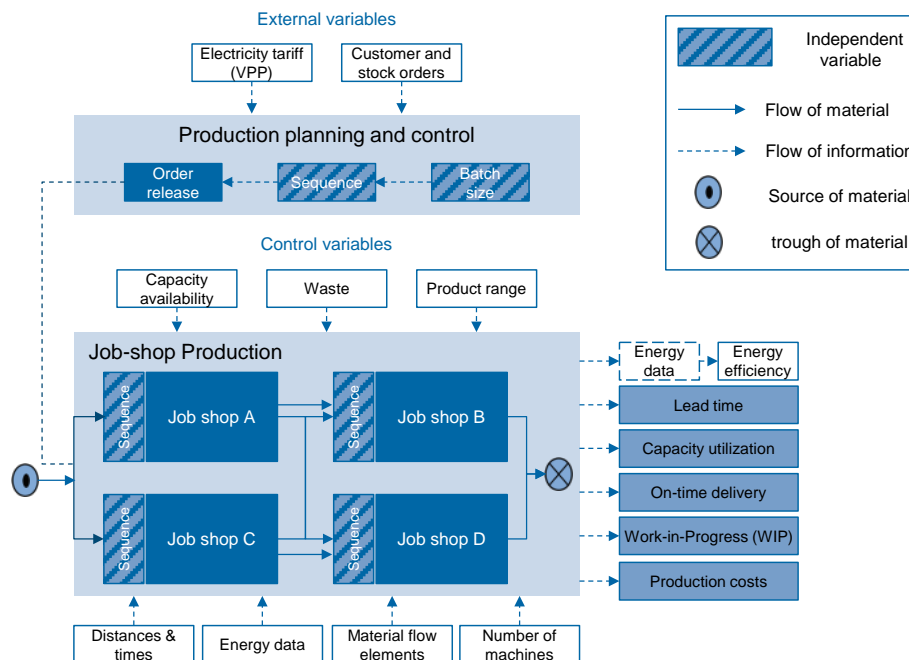 External variables
Electricity tariff
(VPP)
Customer and
stock orders
Production planning and control
Order
release
Sequence
Batch
size
Control variables
Capacity
availability
Waste
Product range
Job-shop Production
Sequence
Job shop A
Sequence
Job shop B
Sequence
Job shop C
Sequence
Job shop D
Distances &
times
Energy data
Material flow
elements
Number of
machines
Energy
data
Energy
efficiency
Lead time
Capacity utilization
On-time delivery
Work-in-Progress (WIP)
Production costs
Independent
variable
Flow of material
Flow of information
Source of material
trough of material